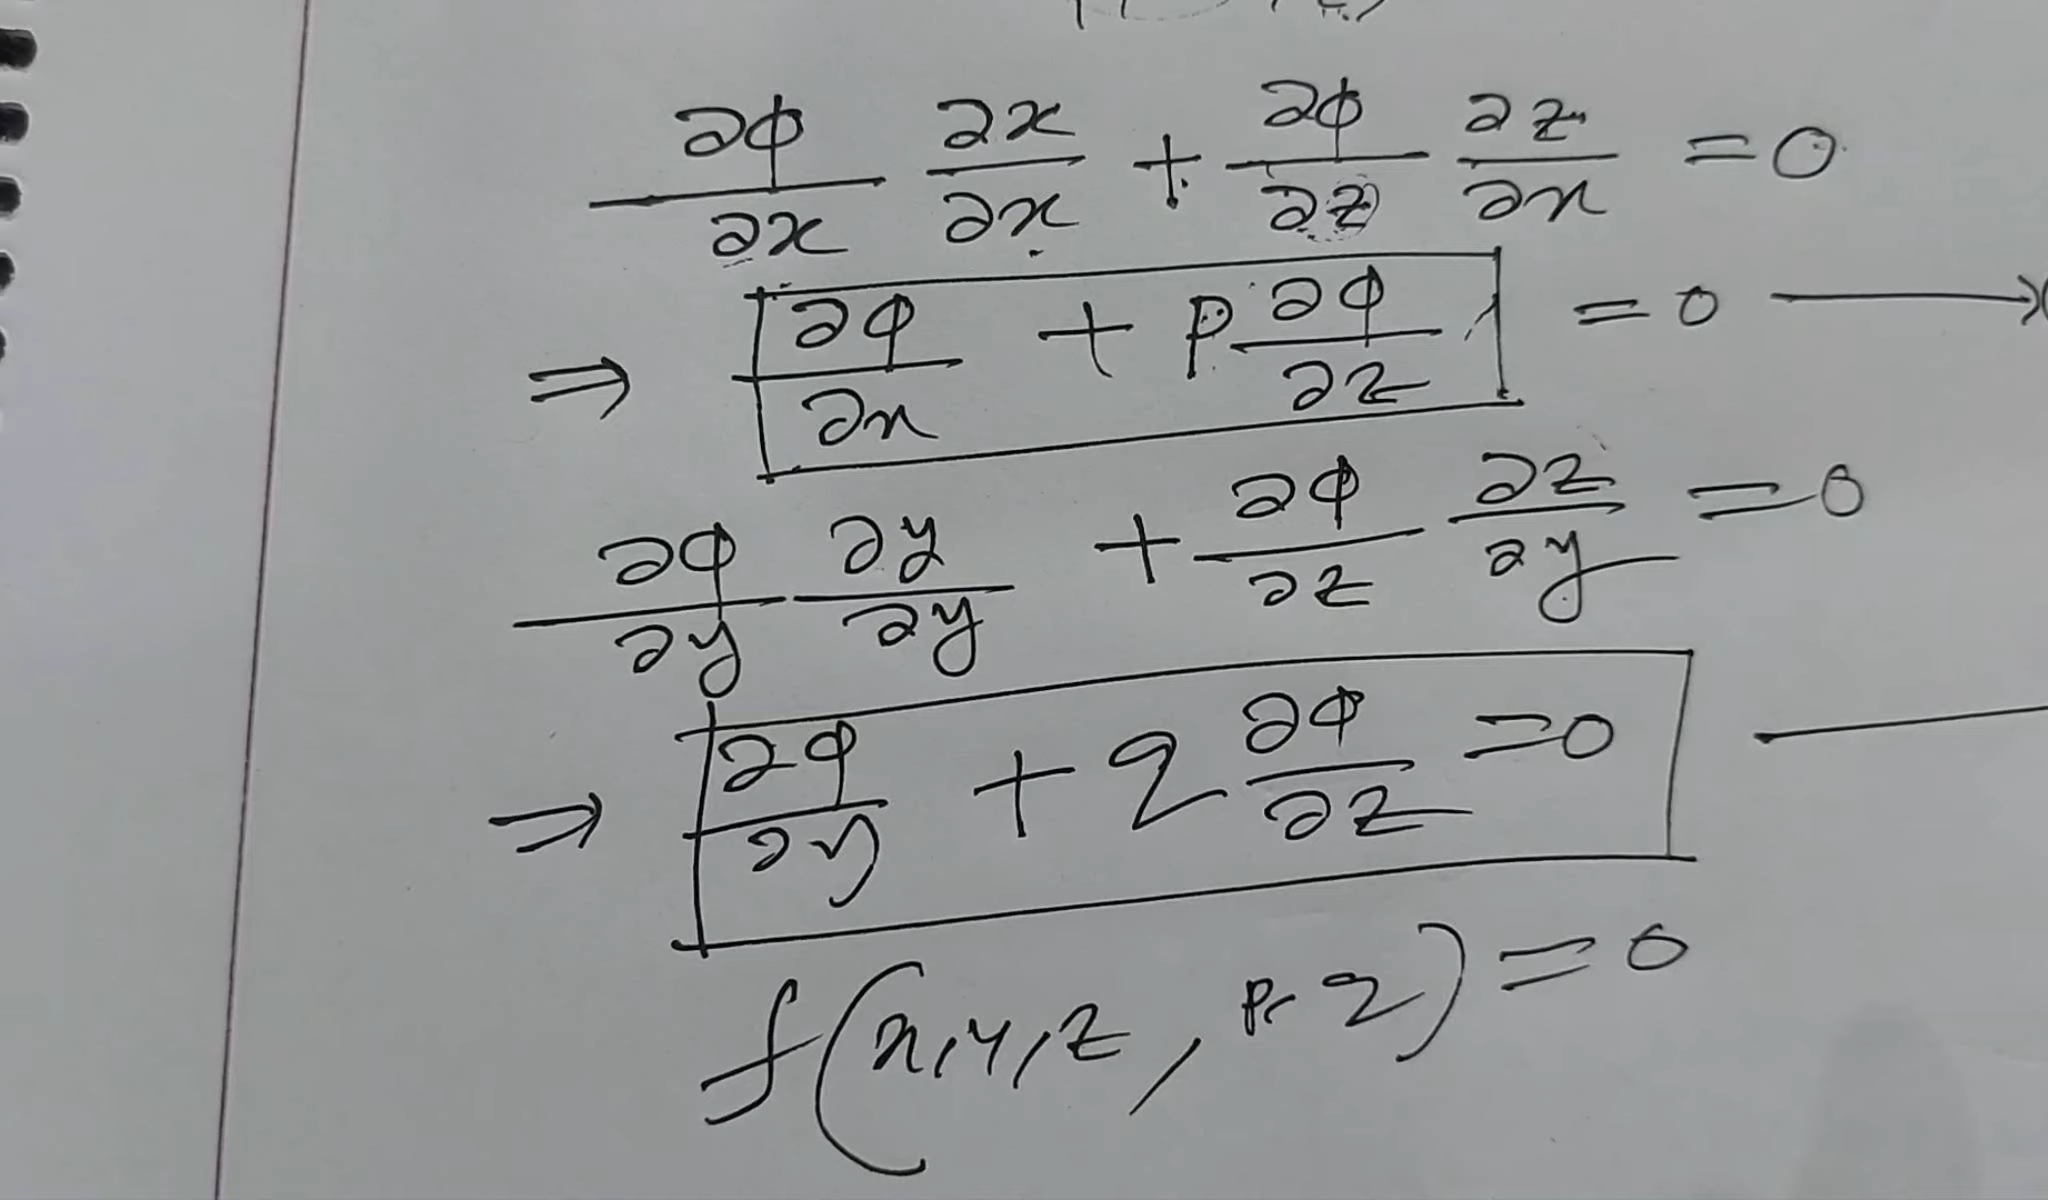 ∂φ/∂x ∂x/∂x + ∂φ/∂z ∂z/∂x = 0
⇒ ∂φ/∂x + p ∂φ/∂z = 0 →
∂φ/∂y ∂y/∂y + ∂φ/∂z ∂z/∂y = 0
⇒ ∂φ/∂y + q ∂φ/∂z = 0
f(x, y, z, p, q) = 0